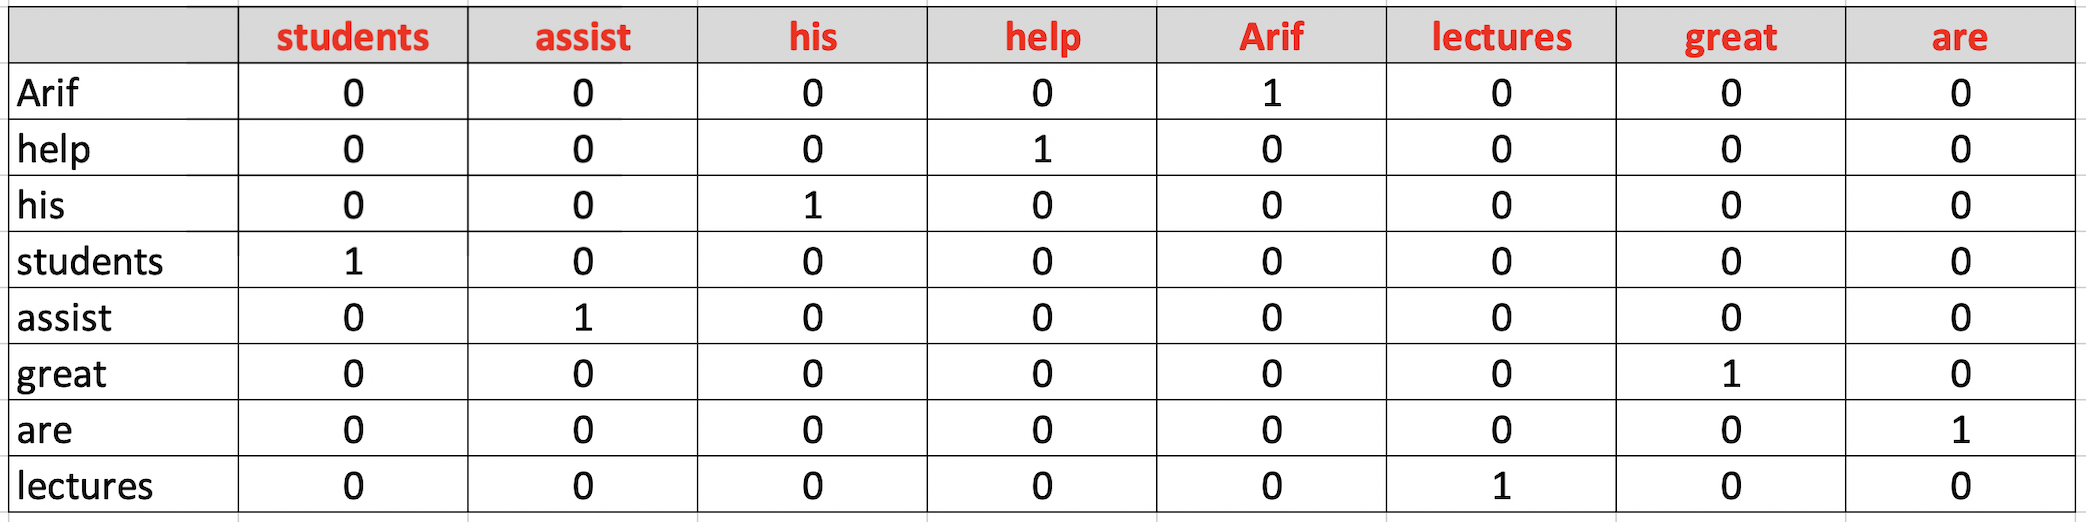 students assist his help Arif lectures great are
Arif 0 0 0 0 1 0 0 0
help 0 0 0 1 0 0 0 0
his 0 0 1 0 0 0 0 0
students 1 0 0 0 0 0 0 0
assist 0 1 0 0 0 0 0 0
great 0 0 0 0 0 0 1 0
are 0 0 0 0 0 0 0 1
lectures 0 0 0 0 0 1 0 0